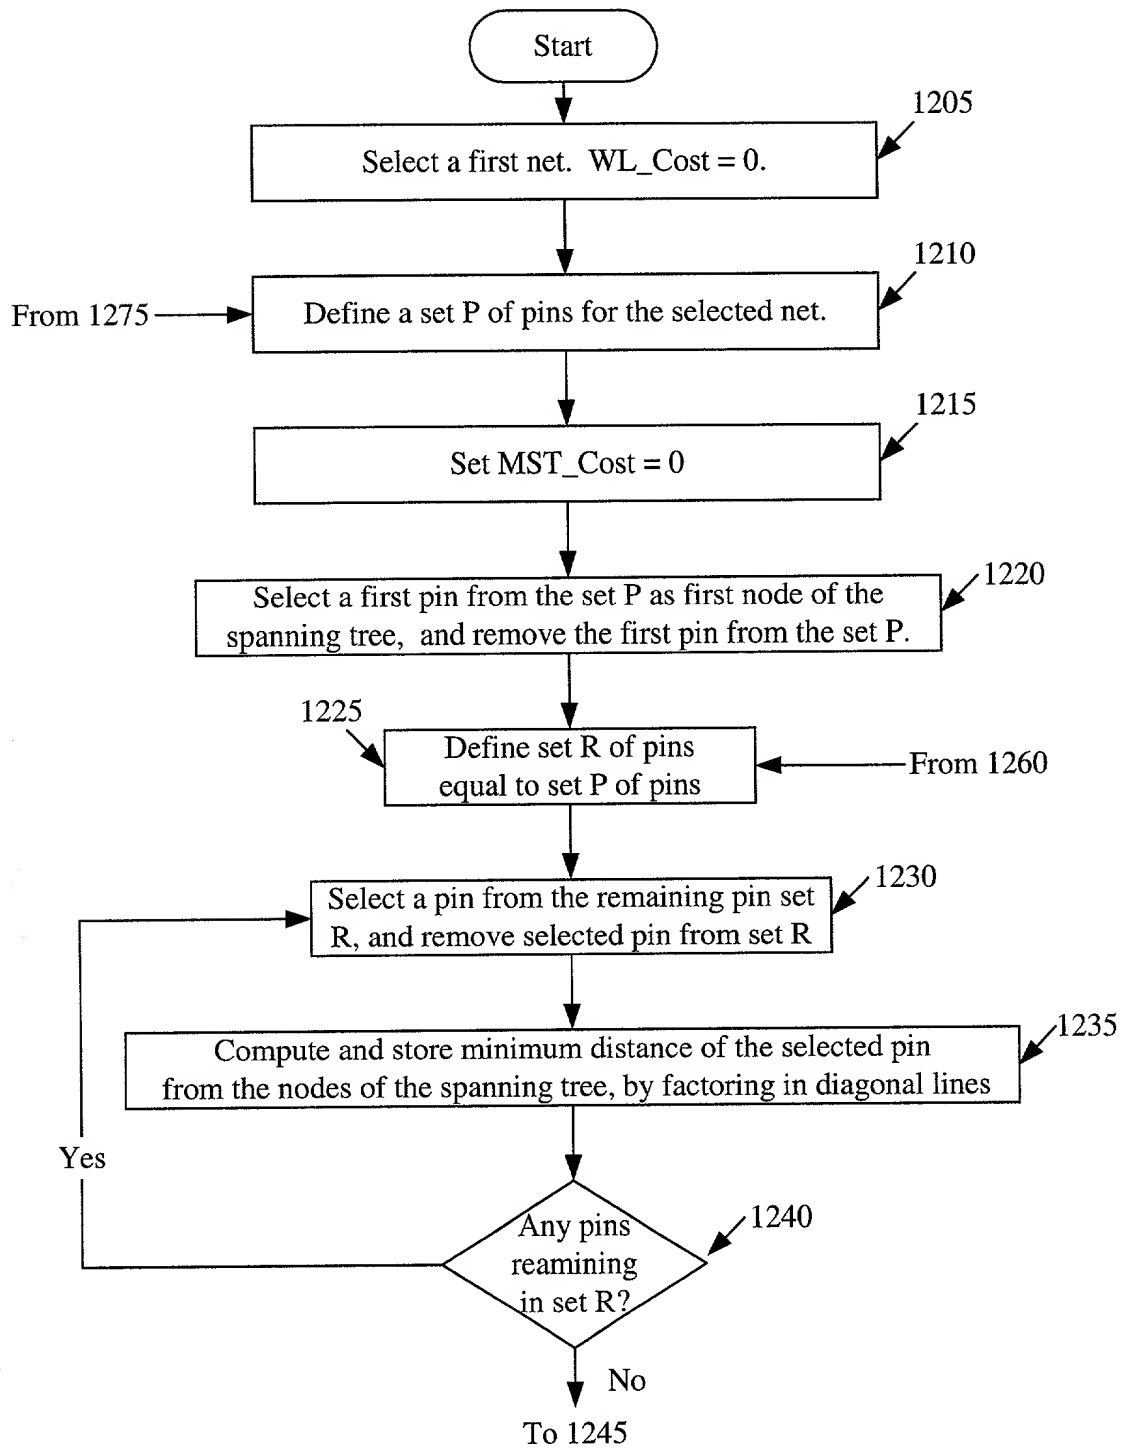 Start
1205
Select a first net. WL_Cost = 0.
1210
From 1275
Define a set P of pins for the selected net.
1215
Set MST_Cost = 0
1220
Select a first pin from the set P as first node of the
spanning tree, and remove the first pin from the set P.
1225
Define set R of pins
equal to set P of pins
From 1260
1230
Select a pin from the remaining pin set
R, and remove selected pin from set R
1235
Compute and store minimum distance of the selected pin
from the nodes of the spanning tree, by factoring in diagonal lines
Yes
1240
Any pins
reamining
in set R?
No
To 1245